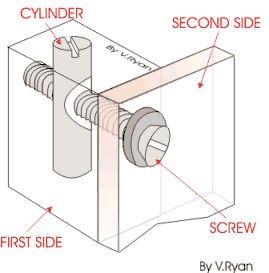 CYLINDER
SECOND SIDE
By V.Ryan
FIRST SIDE
SCREW
By V.Ryan